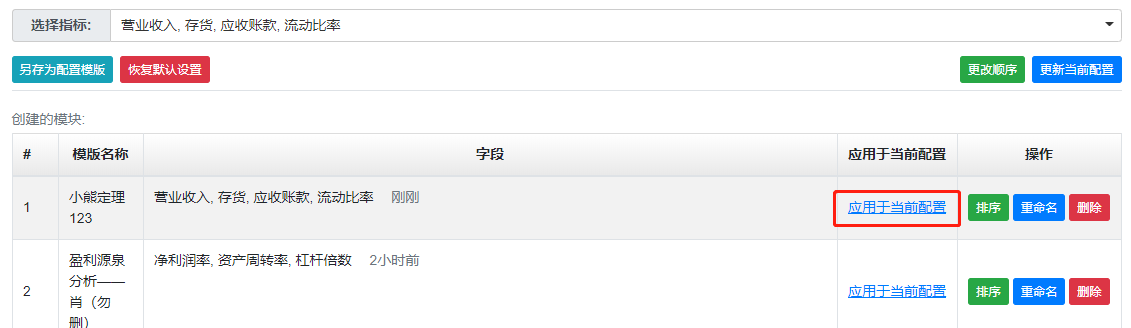 选择指标: 营业收入, 存货, 应收账款, 流动比率
另存为配置模版 恢复默认设置 更改顺序 更新当前配置
创建的模块:
# 模版名称 字段 应用于当前配置 操作
1 小熊定理 123 营业收入, 存货, 应收账款, 流动比率 刚刚 应用于当前配置 排序 重命名 删除
2 盈利源泉 分析—— 肖（勿 删） 净利润率, 资产周转率, 杠杆倍数 2小时前 应用于当前配置 排序 重命名 删除